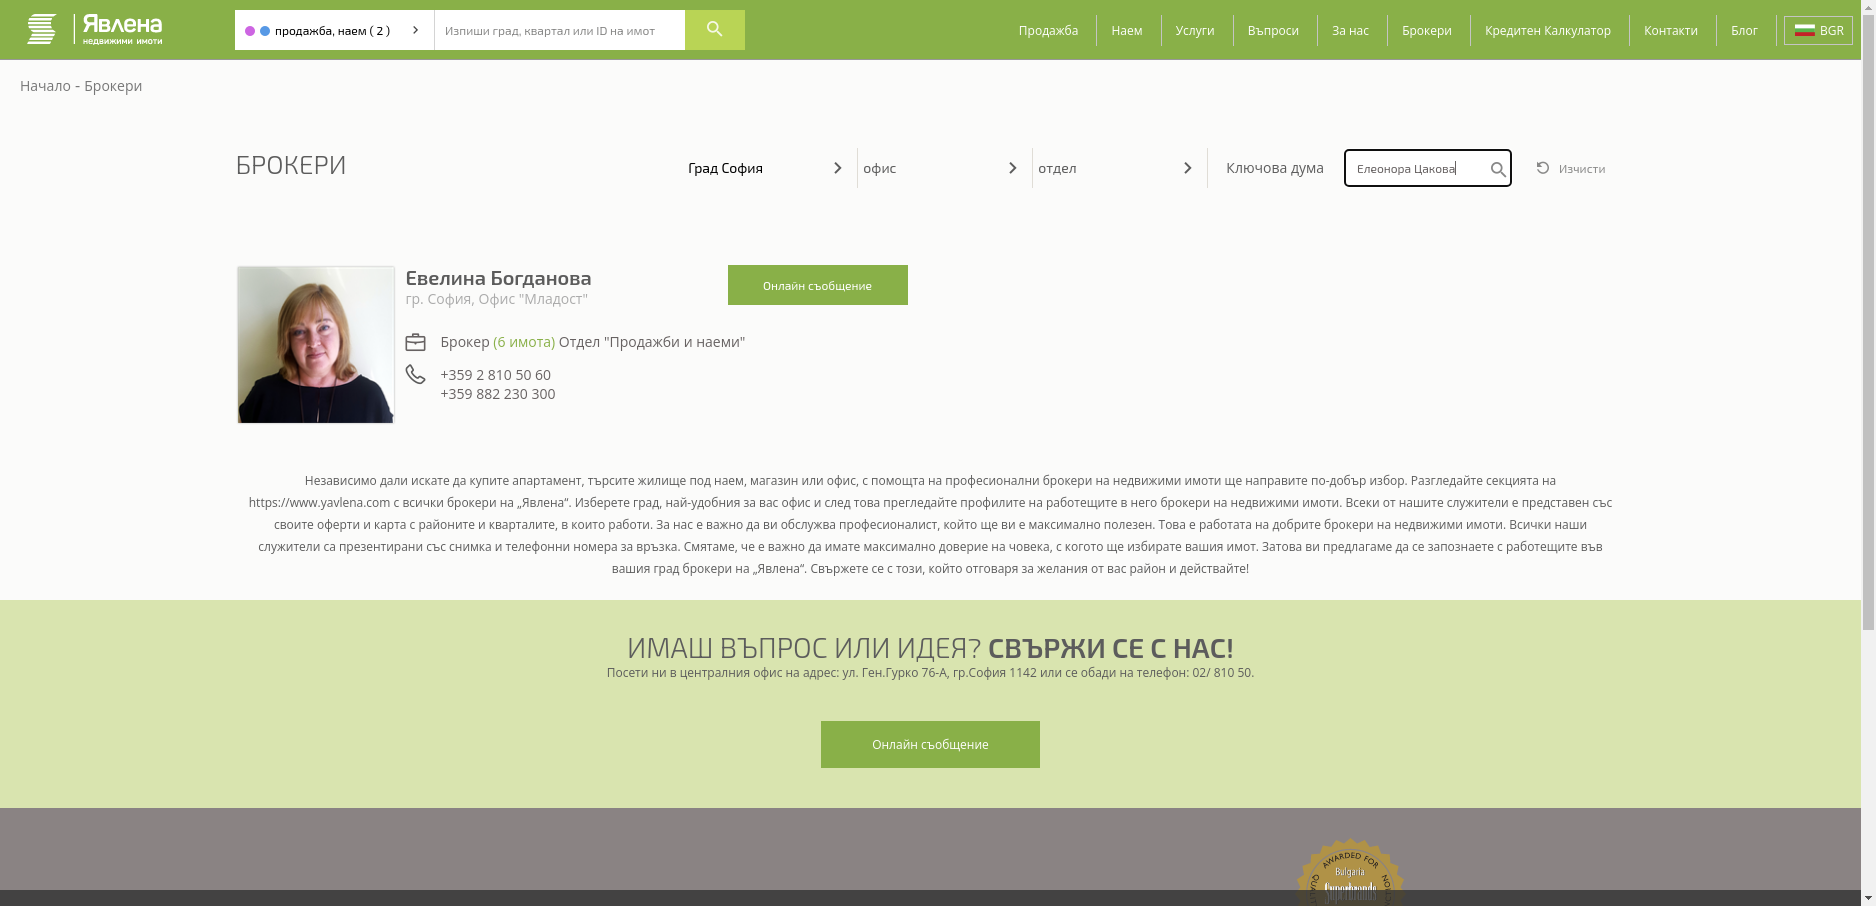 Явлена
недвижими имоти
продажба, наем ( 2 )
Изпиши град, квартал или ID на имот
Продажба
Наем
Услуги
Въпроси
За нас
Брокери
Кредитен Калкулатор
Контакти
Блог
BGR
Начало - Брокери
БРОКЕРИ
Град София
офис
отдел
Ключова дума
Елеонора Цакова
Изчисти
Евелина Богданова
гр. София, Офис "Младост"
Онлайн съобщение
Брокер (6 имота) Отдел "Продажби и наеми"
+359 2 810 50 60
+359 882 230 300
Независимо дали искате да купите апартамент, търсите жилище под наем, магазин или офис, с помощта на професионални брокери на недвижими имоти ще направите по-добър избор. Разгледайте секцията на
https://www.yavlena.com с всички брокери на „Явлена“. Изберете град, най-удобния за вас офис и след това прегледайте профилите на работещите в него брокери на недвижими имоти. Всеки от нашите служители е представен със
своите оферти и карта с районите и кварталите, в които работи. За нас е важно да ви обслужва професионалист, който ще ви е максимално полезен. Това е работата на добрите брокери на недвижими имоти. Всички наши
служители са презентирани със снимка и телефонни номера за връзка. Смятаме, че е важно да имате максимално доверие на човека, с когото ще избирате вашия имот. Затова ви предлагаме да се запознаете с работещите във
вашия град брокери на „Явлена“. Свържете се с този, който отговаря за желания от вас район и действайте!
ИМАШ ВЪПРОС ИЛИ ИДЕЯ? СВЪРЖИ СЕ С НАС!
Посети ни в централния офис на адрес: ул. Ген.Гурко 76-А, гр.София 1142 или се обади на телефон: 02/ 810 50.
Онлайн съобщение
AWARDED FOR
Bulgaria
Superbrands